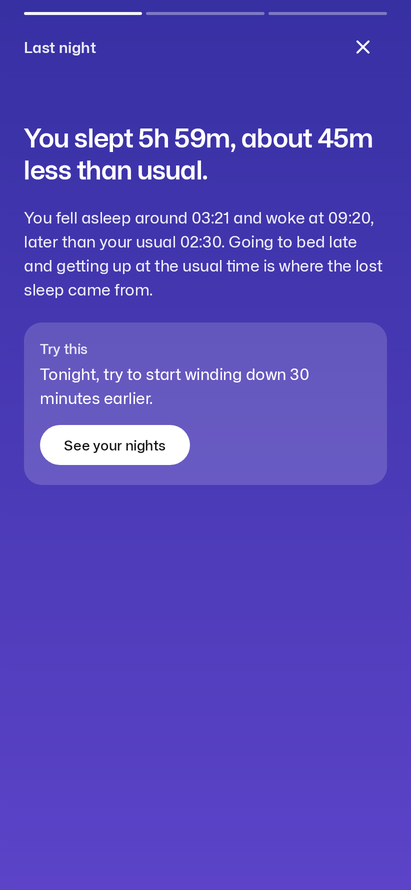 Last night
You slept 5h 59m, about 45m
less than usual.
You fell asleep around 03:21 and woke at 09:20,
later than your usual 02:30. Going to bed late
and getting up at the usual time is where the lost
sleep came from.
Try this
Tonight, try to start winding down 30
minutes earlier.
See your nights